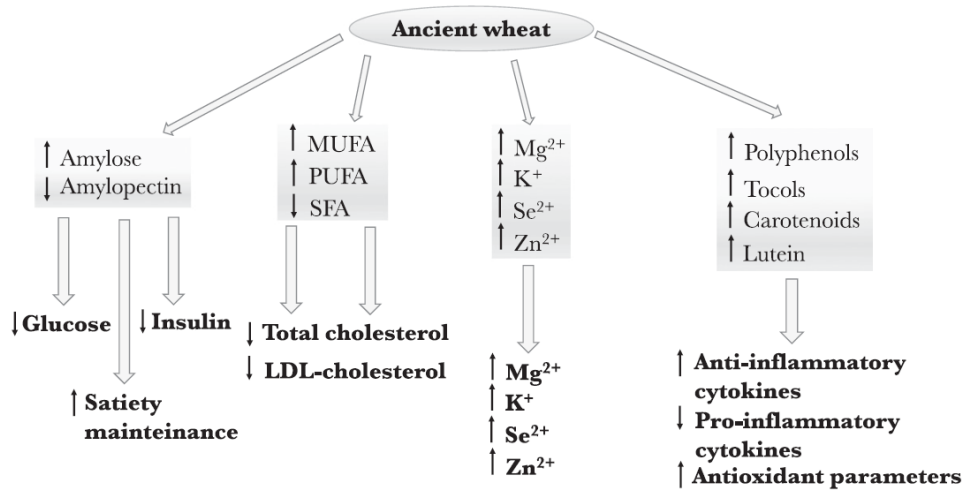 Ancient wheat
↑ Amylose
↓ Amylopectin
↑ MUFA
↑ PUFA
↓ SFA
↑ Mg²⁺
↑ K⁺
↑ Se²⁺
↑ Zn²⁺
↑ Polyphenols
↑ Tocols
↑ Carotenoids
↑ Lutein
↓ Glucose
↓ Insulin
↑ Satiety
mainteinance
↓ Total cholesterol
↓ LDL-cholesterol
↑ Mg²⁺
↑ K⁺
↑ Se²⁺
↑ Zn²⁺
↑ Anti-inflammatory
cytokines
↓ Pro-inflammatory
cytokines
↑ Antioxidant parameters